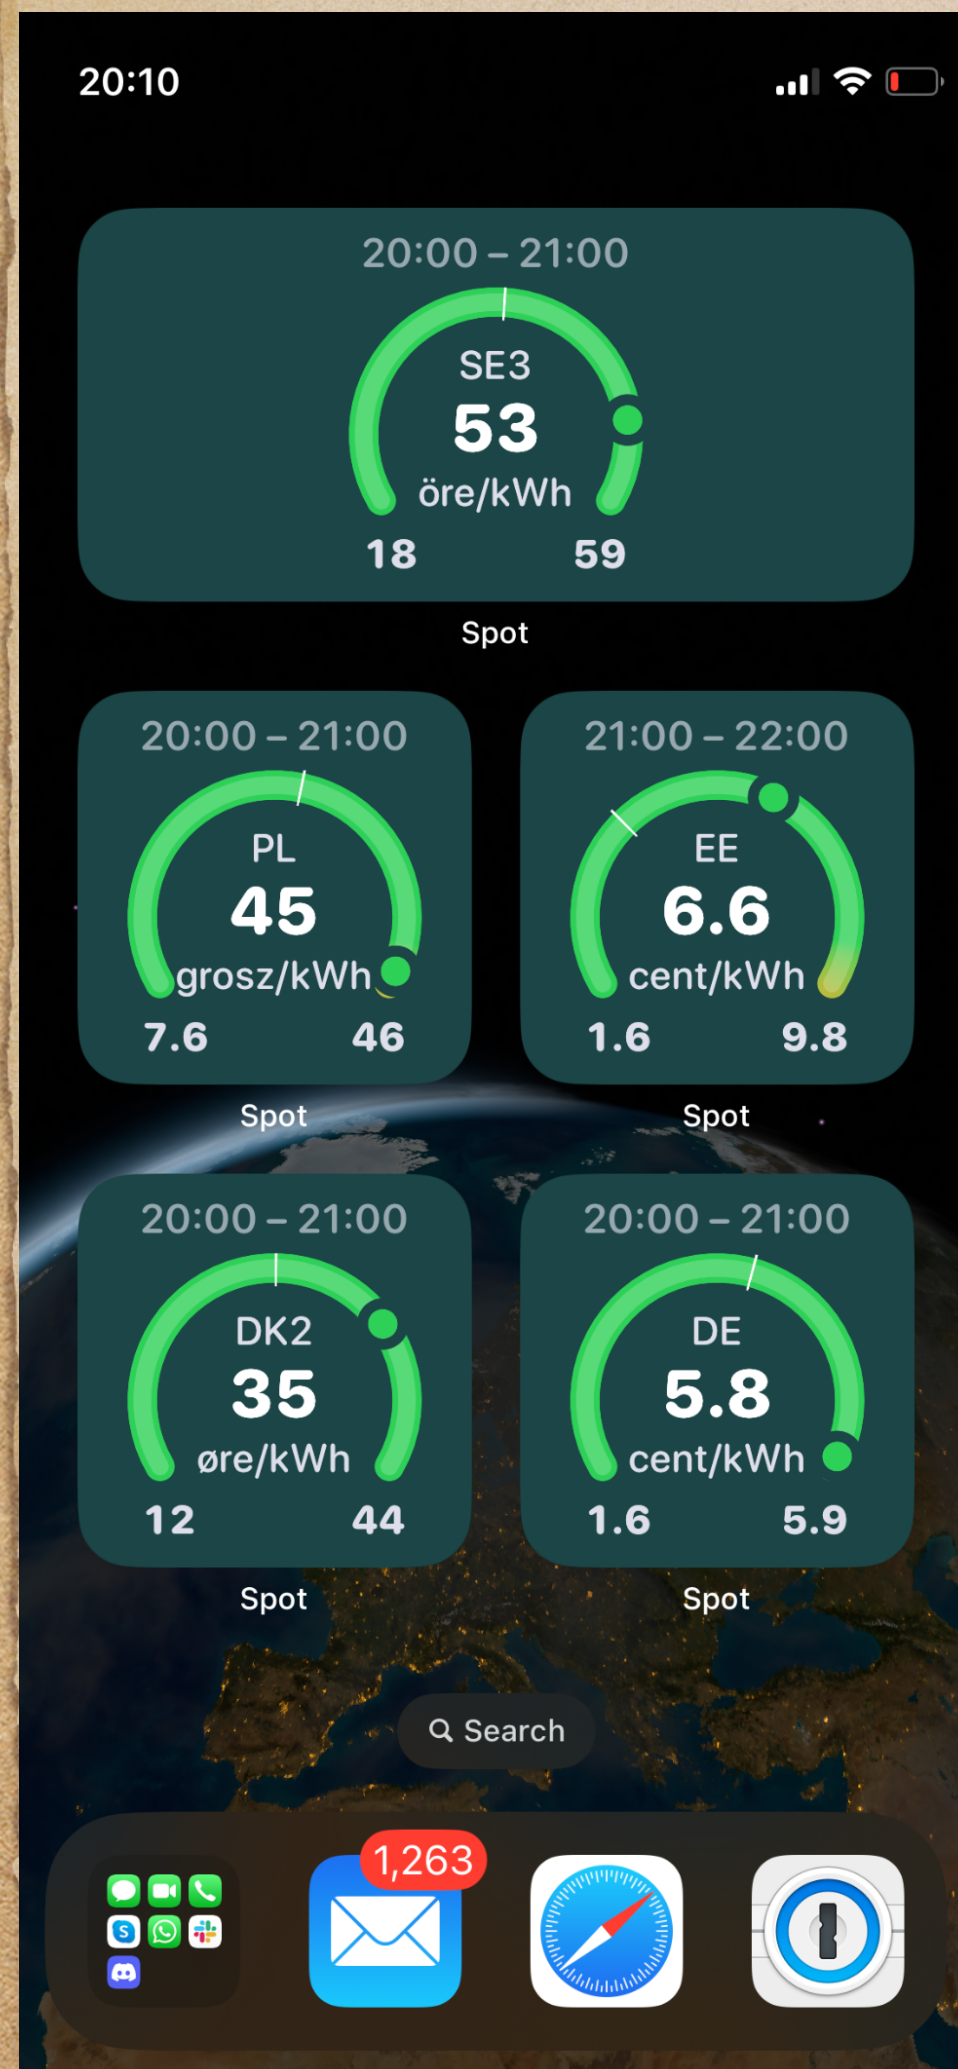 20:10
20:00 – 21:00
SE3
53
öre/kWh
18 59
Spot
20:00 – 21:00
PL
45
grosz/kWh
7.6 46
Spot
21:00 – 22:00
EE
6.6
cent/kWh
1.6 9.8
Spot
20:00 – 21:00
DK2
35
øre/kWh
12 44
Spot
20:00 – 21:00
DE
5.8
cent/kWh
1.6 5.9
Spot
Search
1,263
S